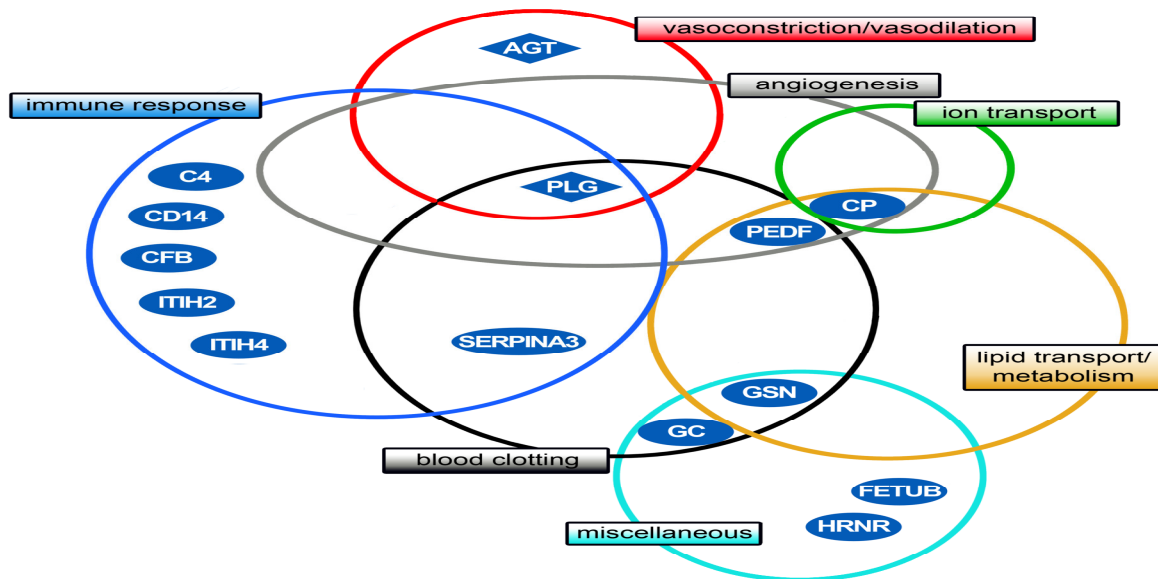 vasoconstriction/vasodilation
AGT
angiogenesis
immune response
ion transport
C4
PLG
CP
CD14
PEDF
CFB
ITIH2
ITIH4
SERPINA3
lipid transport/
metabolism
GSN
GC
blood clotting
FETUB
HRNR
miscellaneous